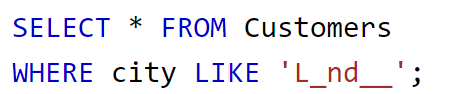 SELECT * FROM Customers
WHERE city LIKE 'L_nd__';